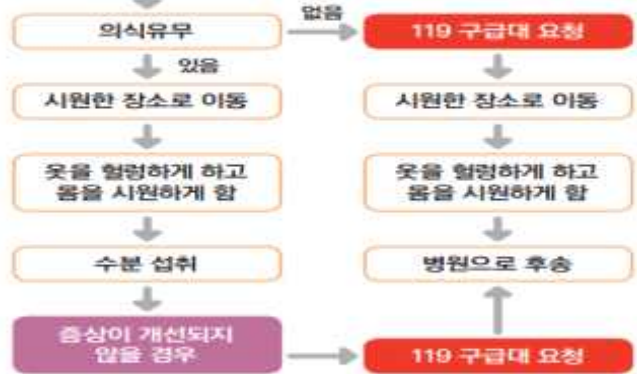 의식유무
없음
119 구급대 요청
있음
시원한 장소로 이동
시원한 장소로 이동
옷을 헐렁하게 하고
몸을 시원하게 함
옷을 헐렁하게 하고
몸을 시원하게 함
수분 섭취
병원으로 후송
증상이 개선되지
않을 경우
119 구급대 요청